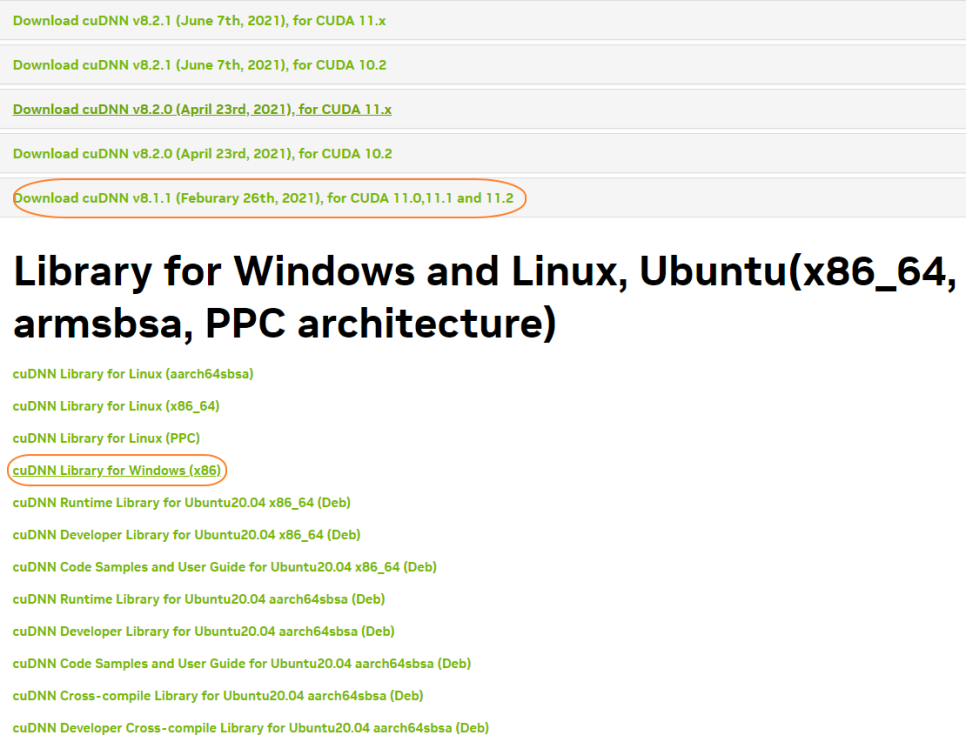 Download cuDNN v8.2.1 (June 7th, 2021), for CUDA 11.x
Download cuDNN v8.2.1 (June 7th, 2021), for CUDA 10.2
Download cuDNN v8.2.0 (April 23rd, 2021), for CUDA 11.x
Download cuDNN v8.2.0 (April 23rd, 2021), for CUDA 10.2
Download cuDNN v8.1.1 (Feburary 26th, 2021), for CUDA 11.0,11.1 and 11.2
Library for Windows and Linux, Ubuntu(x86_64,
armsbsa, PPC architecture)
cuDNN Library for Linux (aarch64sbsa)
cuDNN Library for Linux (x86_64)
cuDNN Library for Linux (PPC)
cuDNN Library for Windows (x86)
cuDNN Runtime Library for Ubuntu20.04 x86_64 (Deb)
cuDNN Developer Library for Ubuntu20.04 x86_64 (Deb)
cuDNN Code Samples and User Guide for Ubuntu20.04 x86_64 (Deb)
cuDNN Runtime Library for Ubuntu20.04 aarch64sbsa (Deb)
cuDNN Developer Library for Ubuntu20.04 aarch64sbsa (Deb)
cuDNN Code Samples and User Guide for Ubuntu20.04 aarch64sbsa (Deb)
cuDNN Cross-compile Library for Ubuntu20.04 aarch64sbsa (Deb)
cuDNN Developer Cross-compile Library for Ubuntu20.04 aarch64sbsa (Deb)